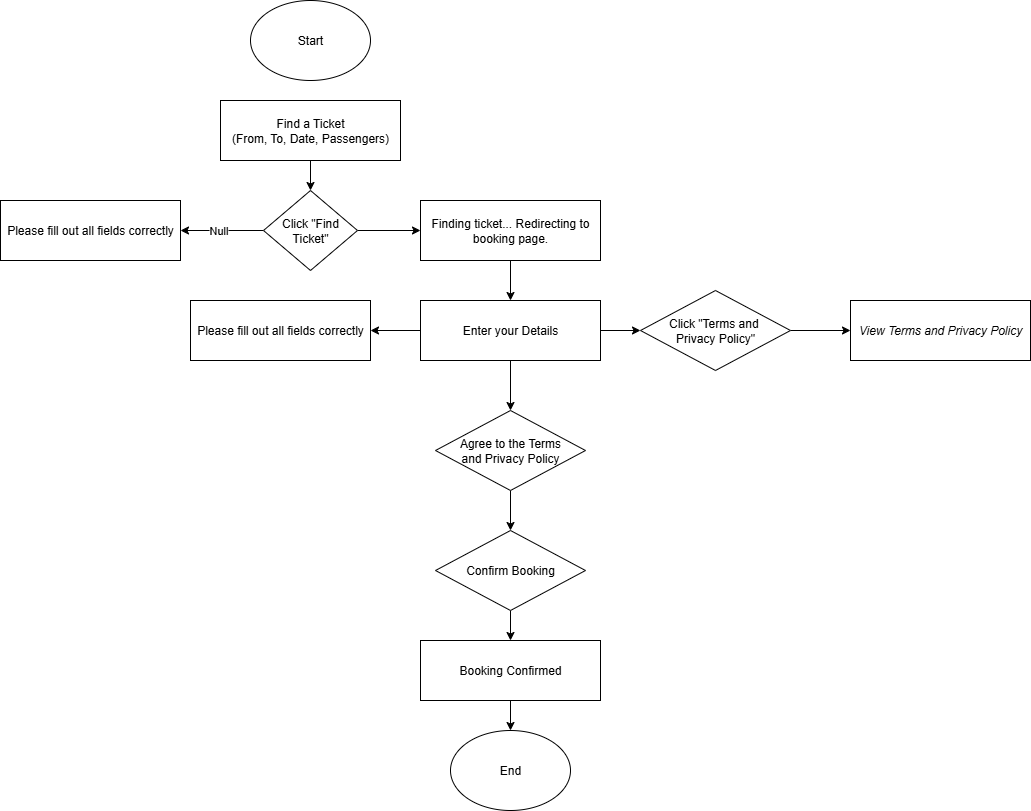 Start
Find a Ticket
(From, To, Date, Passengers)
Please fill out all fields correctly
Null
Click "Find
Ticket"
Finding ticket... Redirecting to
booking page.
Please fill out all fields correctly
Enter your Details
Click "Terms and
Privacy Policy"
View Terms and Privacy Policy
Agree to the Terms
and Privacy Policy
Confirm Booking
Booking Confirmed
End